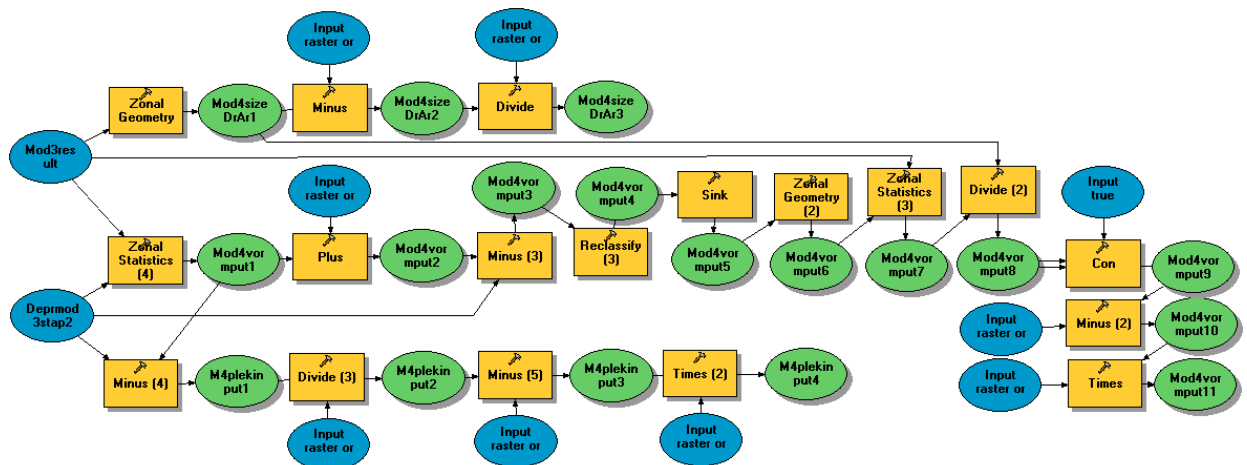 Input
raster or
Input
raster or
Zonal
Geometry
Mod4size
DrAr1
Minus
Mod4size
DrAr2
Divide
Mod4size
DrAr3
Mod3res
ult
Mod4vor
mput3
Mod4vor
mput4
Sink
Zonal
Geometry
(2)
Zonal
Statistics
(3)
Divide (2)
Input
true
Input
raster or
Zonal
Statistics
(4)
Mod4vor
mput1
Plus
Mod4vor
mput2
Minus (3)
Reclassify
(3)
Mod4vor
mput5
Mod4vor
mput6
Mod4vor
mput7
Mod4vor
mput8
Con
Mod4vor
mput9
Deprmod
3stap2
Input
raster or
Minus (2)
Mod4vor
mput10
Minus (4)
M4plekin
put1
Divide (3)
M4plekin
put2
Minus (5)
M4plekin
put3
Times (2)
M4plekin
put4
Input
raster or
Times
Mod4vor
mput11
Input
raster or
Input
raster or
Input
raster or